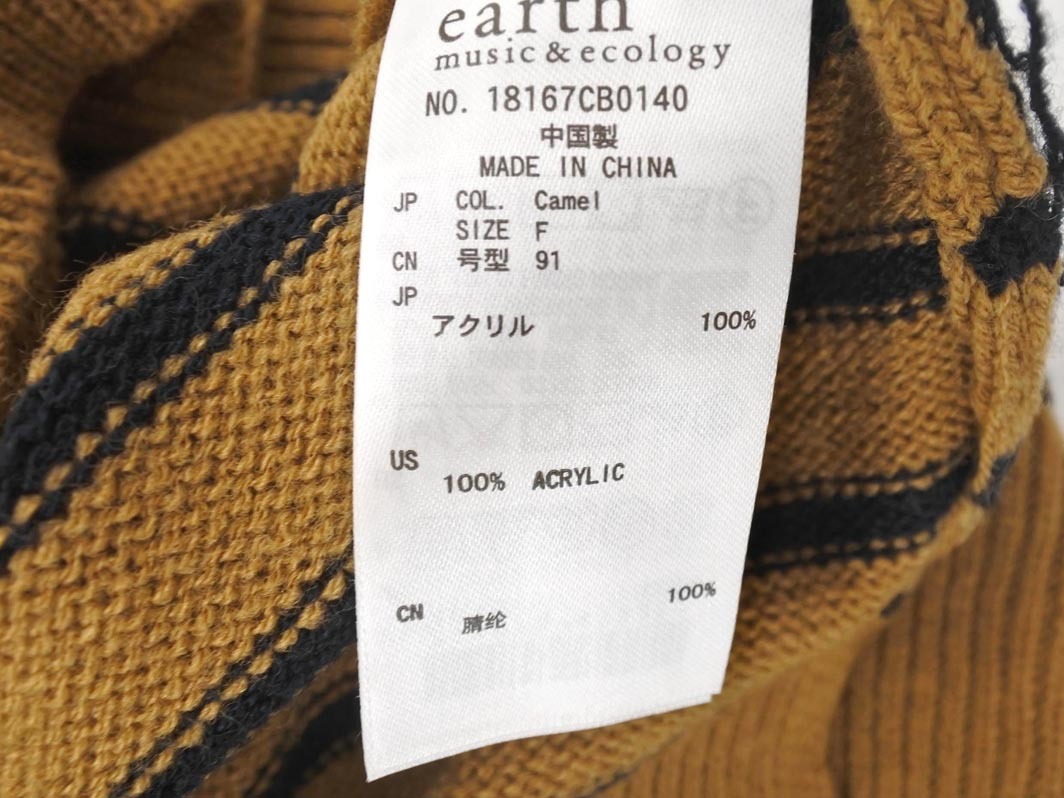 earth
music & ecology
NO. 18167CB0140
中国製
MADE IN CHINA
JP COL. Camel
SIZE F
CN 号型 91
JP
アクリル 100%
US
100% ACRYLIC
CN 腈纶 100%